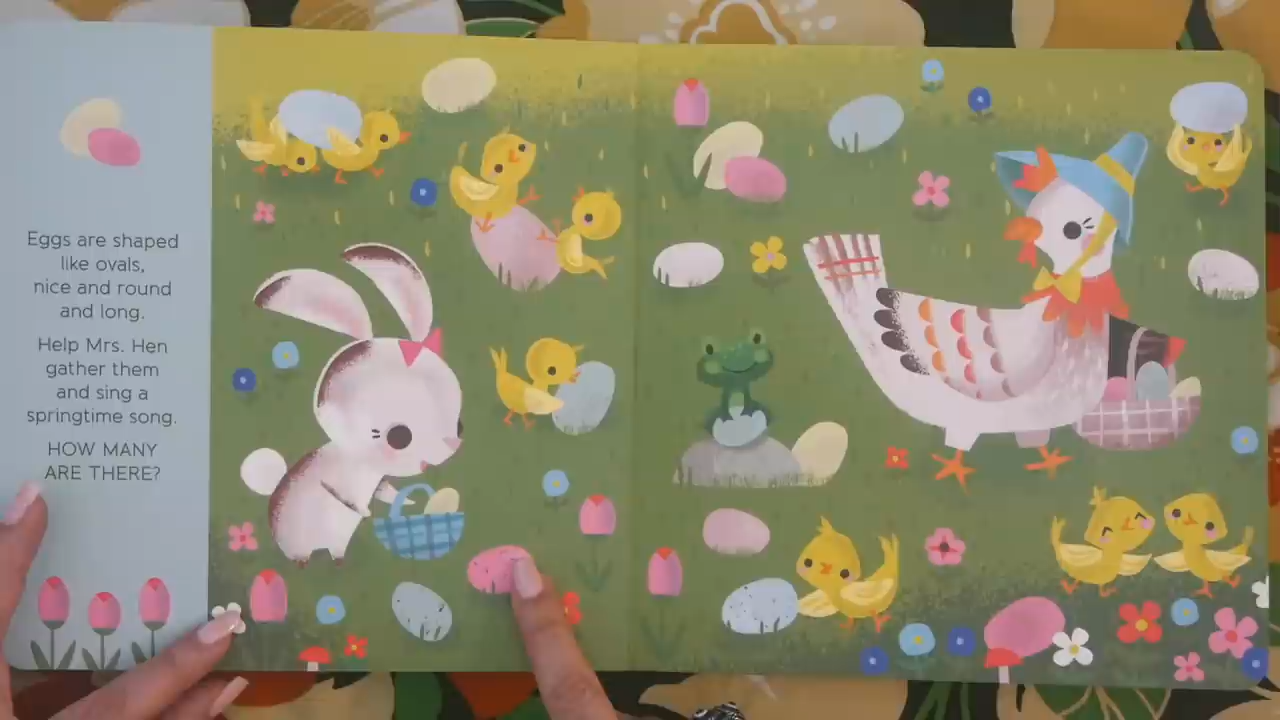 Eggs are shaped
like ovals,
nice and round
and long.
Help Mrs. Hen
gather them
and sing a
springtime song.
HOW MANY
ARE THERE?